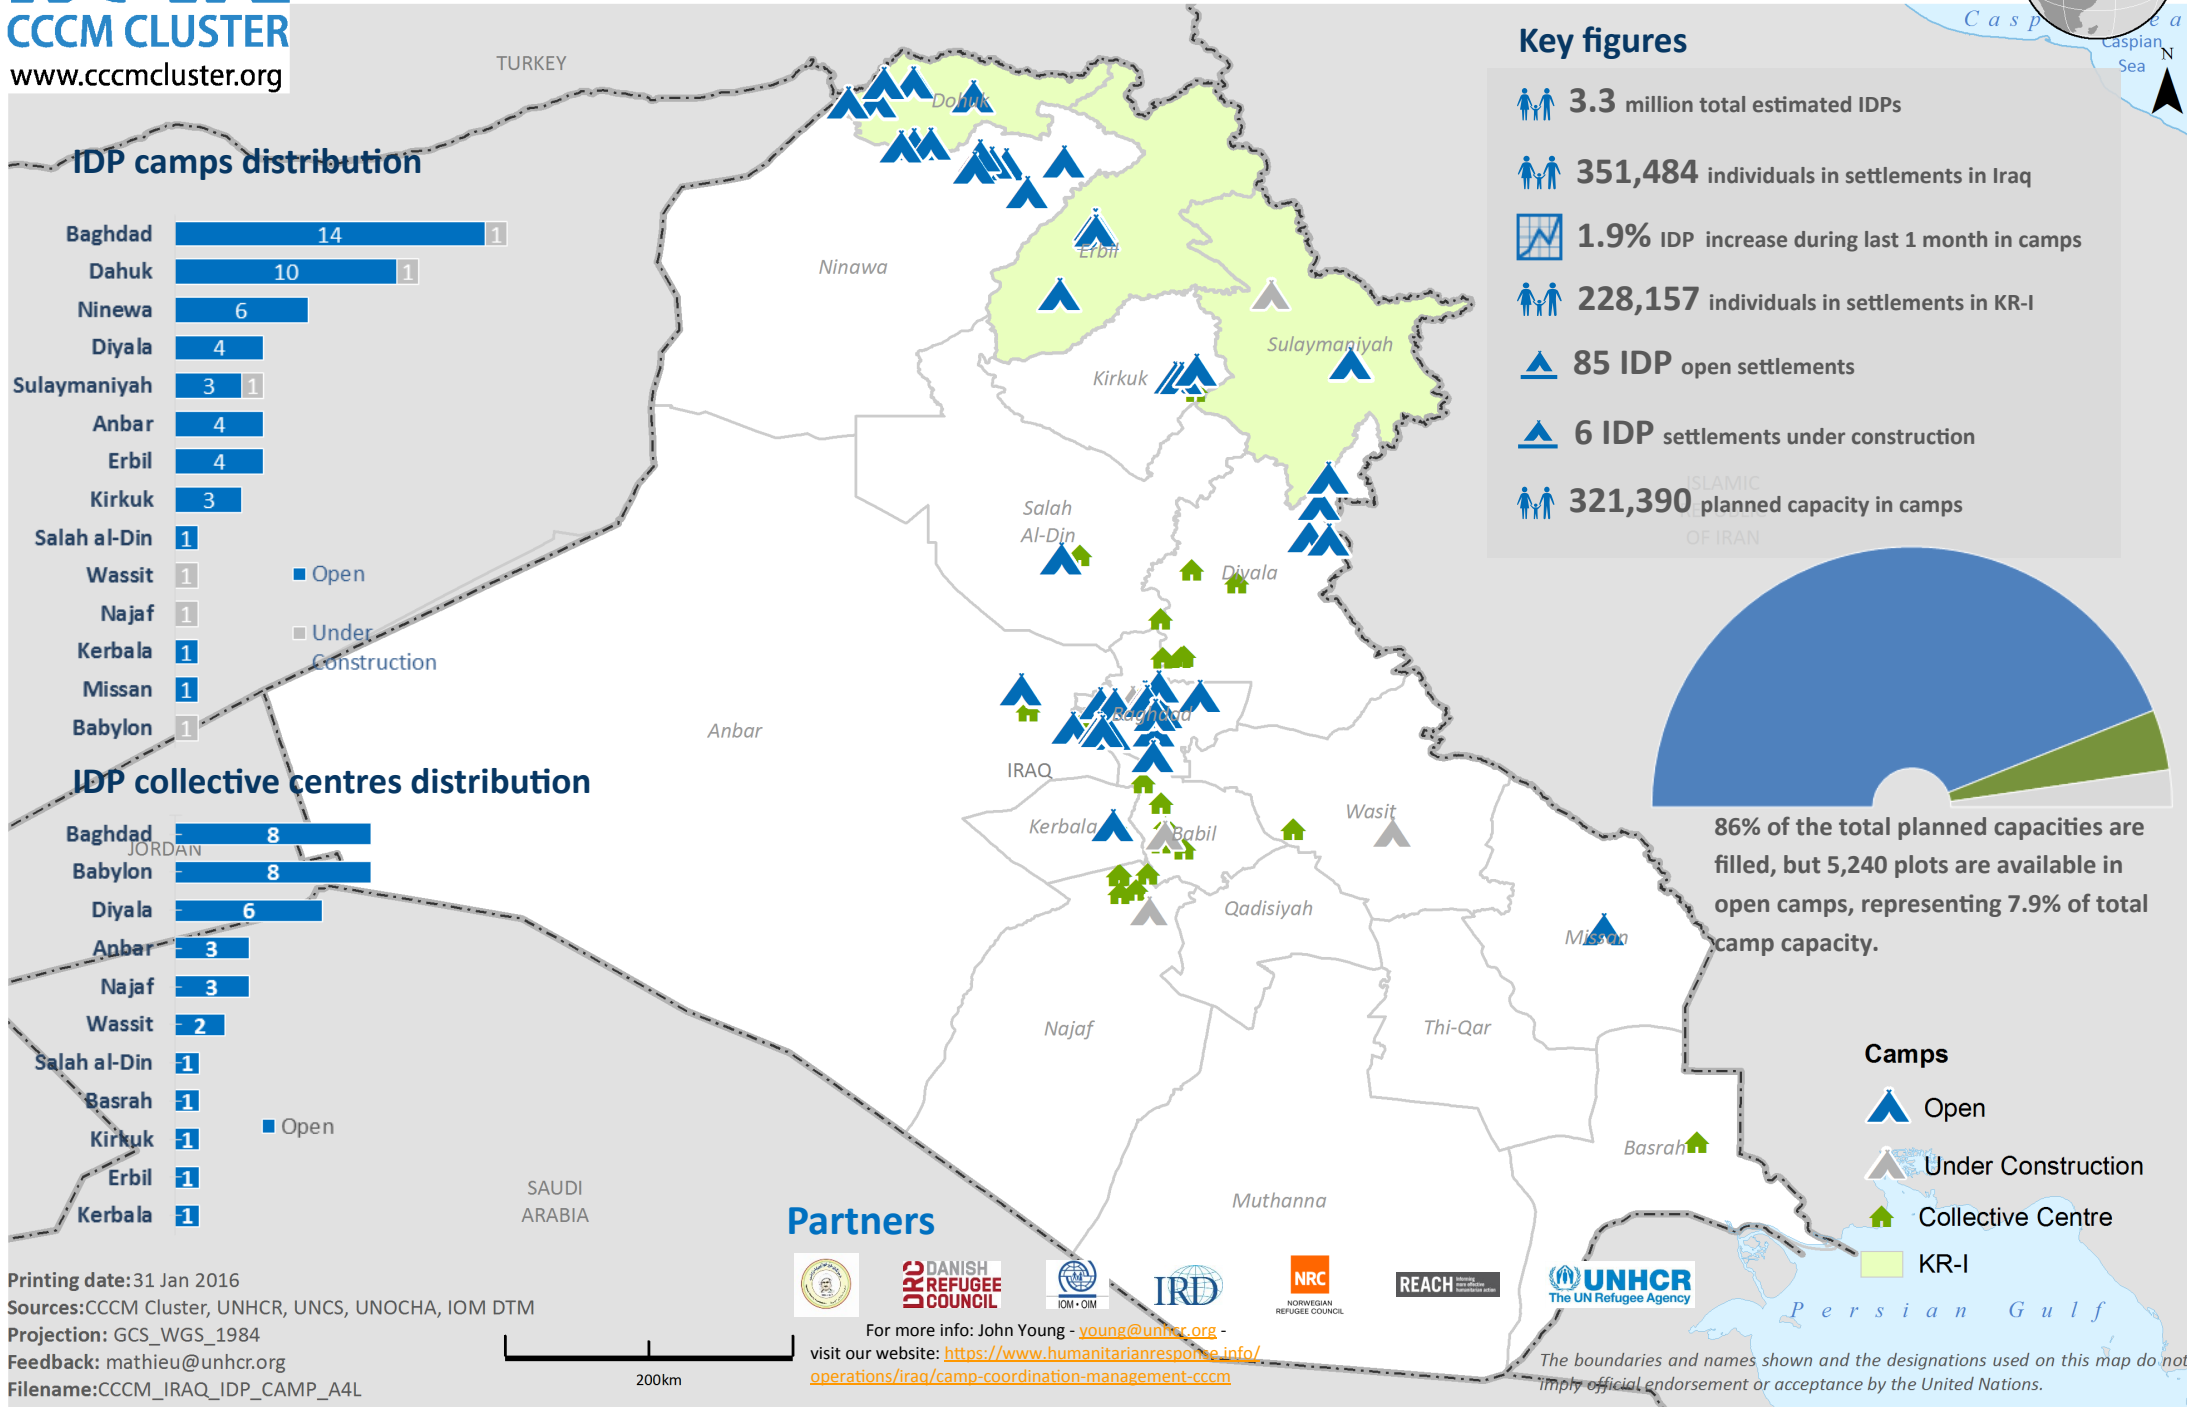 CCCM CLUSTER
www.cccmcluster.org
TURKEY
Caspian
Sea
N
Key figures
3.3 million total estimated IDPs
351,484 individuals in settlements in Iraq
1.9% IDP increase during last 1 month in camps
228,157 individuals in settlements in KR-I
85 IDP open settlements
6 IDP settlements under construction
321,390 planned capacity in camps
ISLAMIC
OF IRAN
IDP camps distribution
Baghdad 14 1
Dahuk 10 1
Ninewa 6
Diyala 4
Sulaymaniyah 3 1
Anbar 4
Erbil 4
Kirkuk 3
Salah al-Din 1
Wassit 1
Najaf 1
Kerbala 1
Missan 1
Babylon 1
Open
Under
Construction
IDP collective centres distribution
Baghdad 8
Babylon 8
Diyala 6
Anbar 3
Najaf 3
Wassit 2
Salah al-Din 1
Basrah 1
Kirkuk 1
Erbil 1
Kerbala 1
Open
JORDAN
SAUDI
ARABIA
Dohuk
Ninawa
Erbil
Sulaymaniyah
Kirkuk
Salah
Al-Din
Diyala
Baghdad
Anbar
IRAQ
Kerbala
Babil
Wasit
Qadisiyah
Missan
Najaf
Thi-Qar
Basrah
Muthanna
86% of the total planned capacities are
filled, but 5,240 plots are available in
open camps, representing 7.9% of total
camp capacity.
Camps
Open
Under Construction
Collective Centre
KR-I
Persian Gulf
Partners
DRC DANISH
REFUGEE
COUNCIL
IOM • OIM
IRD
NRC
NORWEGIAN
REFUGEE COUNCIL
REACH Informing
more effective
humanitarian action
UNHCR
The UN Refugee Agency
For more info: John Young - young@unhcr.org -
visit our website: https://www.humanitarianresponse.info/
operations/iraq/camp-coordination-management-cccm
Printing date:31 Jan 2016
Sources:CCCM Cluster, UNHCR, UNCS, UNOCHA, IOM DTM
Projection: GCS_WGS_1984
Feedback: mathieu@unhcr.org
Filename:CCCM_IRAQ_IDP_CAMP_A4L
200km
The boundaries and names shown and the designations used on this map do not
imply official endorsement or acceptance by the United Nations.